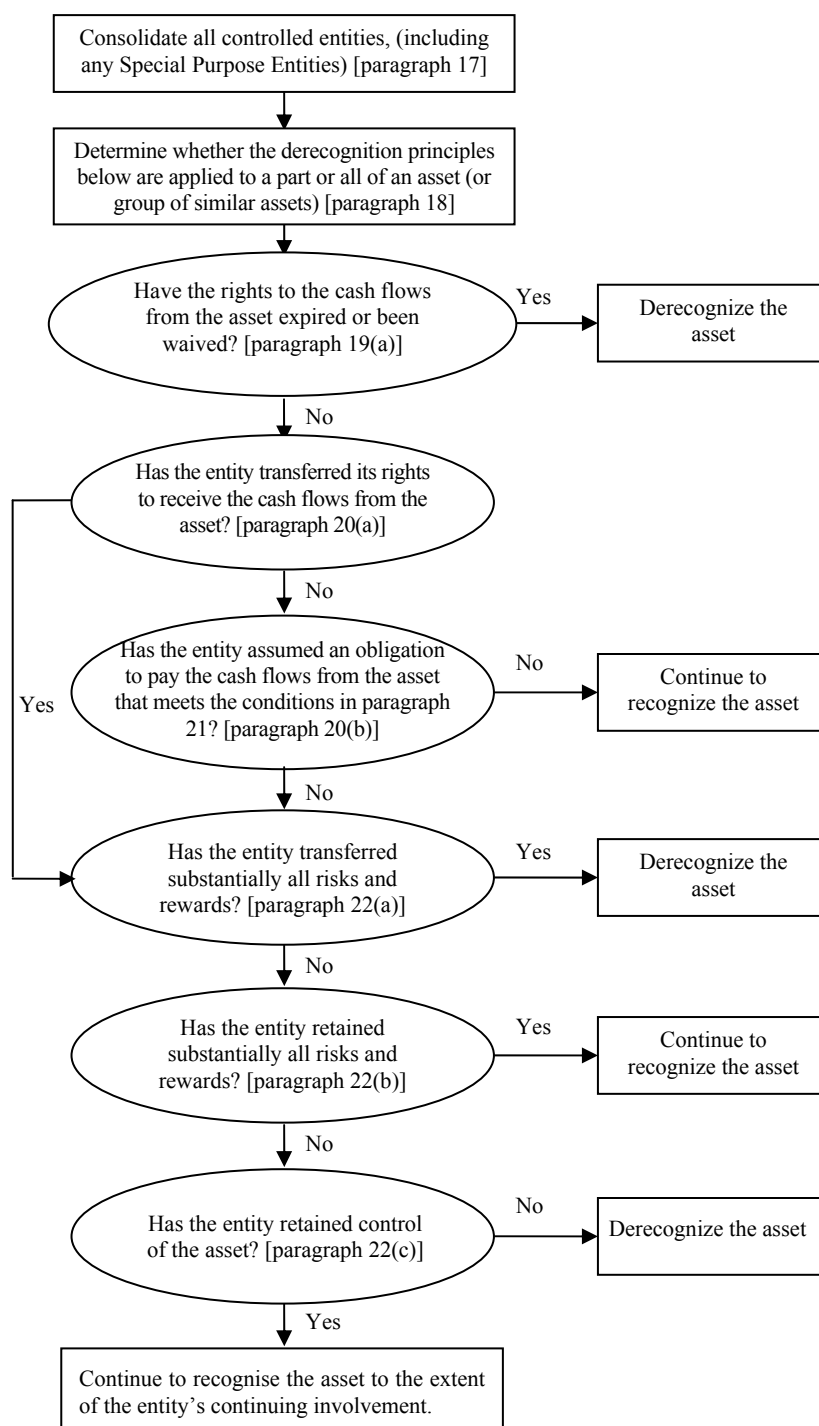 Consolidate all controlled entities, (including
any Special Purpose Entities) [paragraph 17]
Determine whether the derecognition principles
below are applied to a part or all of an asset (or
group of similar assets) [paragraph 18]
Have the rights to the cash flows
from the asset expired or been
waived? [paragraph 19(a)]
Yes
Derecognize the
asset
No
Has the entity transferred its rights
to receive the cash flows from the
asset? [paragraph 20(a)]
No
Yes
Has the entity assumed an obligation
to pay the cash flows from the asset
that meets the conditions in paragraph
21? [paragraph 20(b)]
No
Continue to
recognize the asset
No
Has the entity transferred
substantially all risks and
rewards? [paragraph 22(a)]
Yes
Derecognize the
asset
No
Has the entity retained
substantially all risks and
rewards? [paragraph 22(b)]
Yes
Continue to
recognize the asset
No
Has the entity retained control
of the asset? [paragraph 22(c)]
No
Derecognize the asset
Yes
Continue to recognise the asset to the extent
of the entity’s continuing involvement.